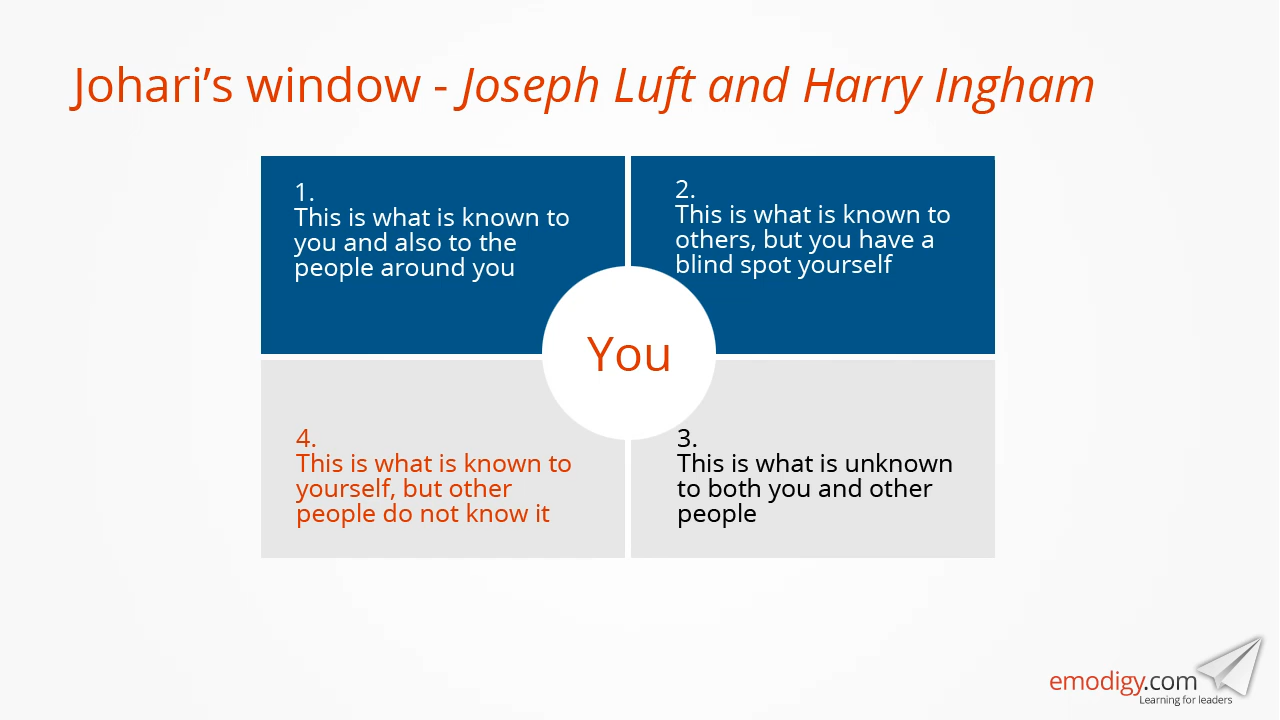 Johari’s window - Joseph Luft and Harry Ingham
1.
This is what is known to
you and also to the
people around you
2.
This is what is known to
others, but you have a
blind spot yourself
You
4.
This is what is known to
yourself, but other
people do not know it
3.
This is what is unknown
to both you and other
people
emodigy.com
Learning for leaders